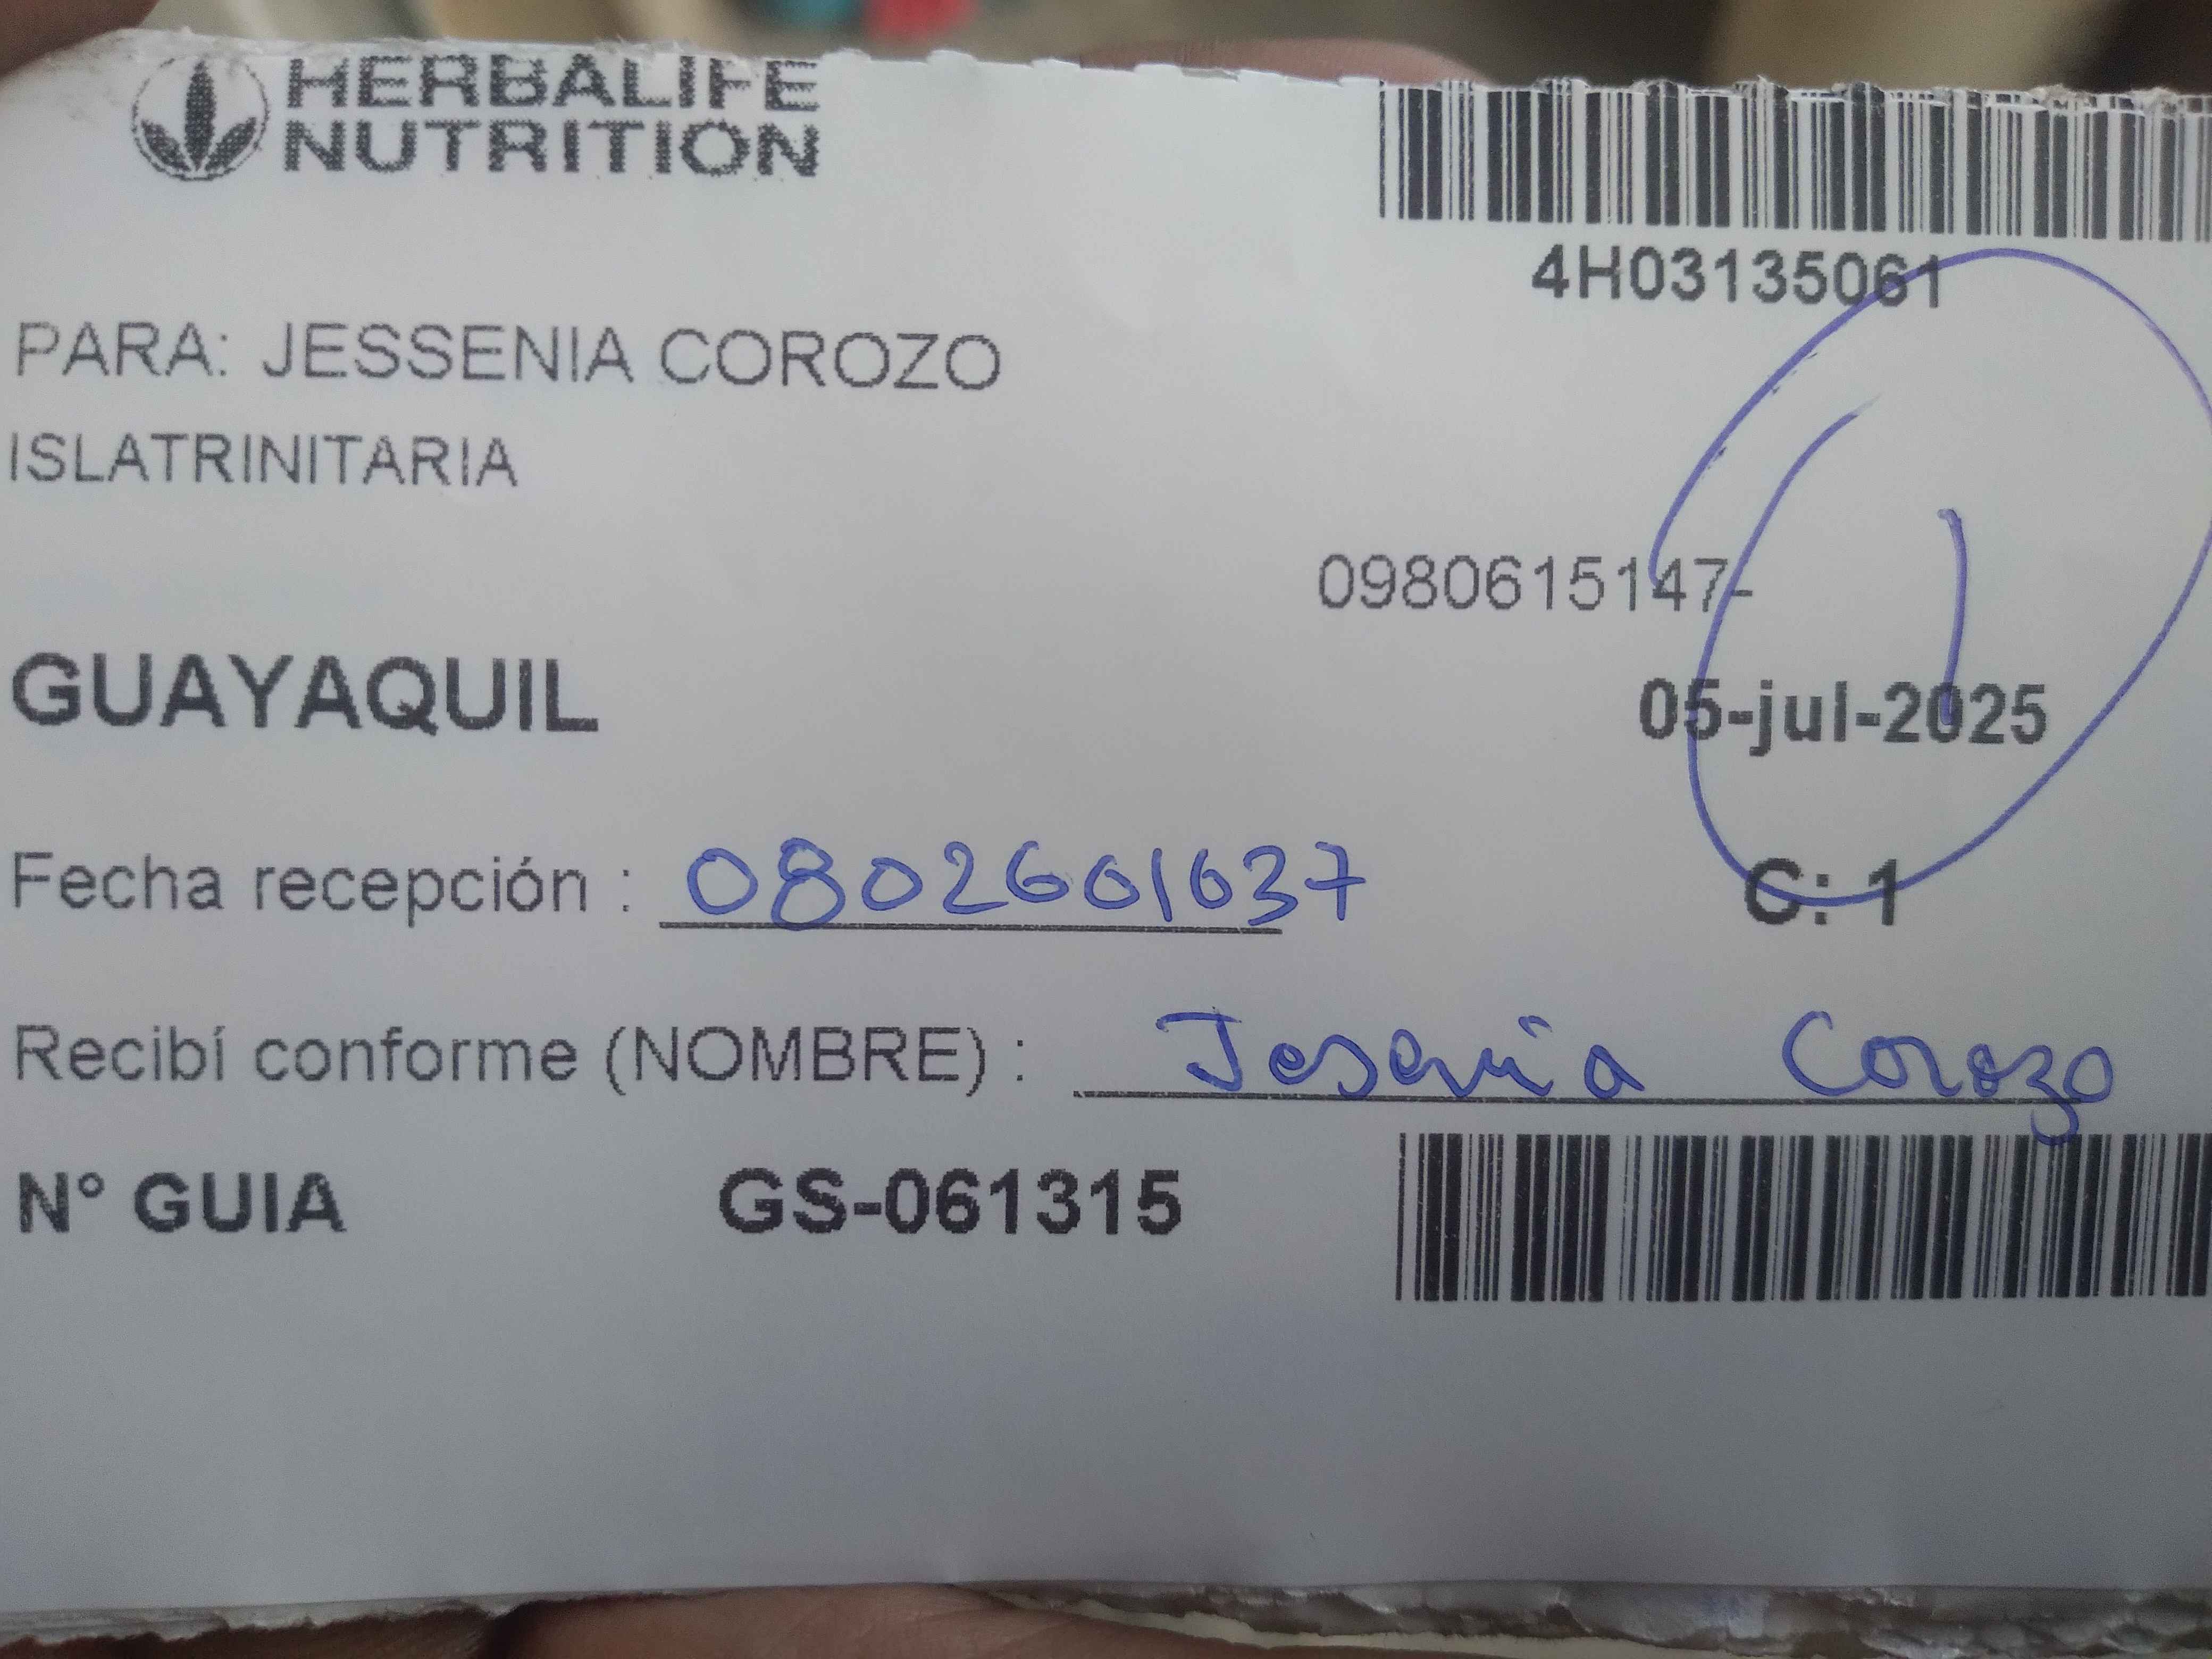 HERBALIFE
NUTRITION
4H03135061
PARA: JESSENIA COROZO
ISLATRINITARIA
0980615147-
GUAYAQUIL
05-jul-2025
Fecha recepción : 0802601637
C: 1
Recibí conforme (NOMBRE) : Jesenia Corozo
N° GUIA GS-061315